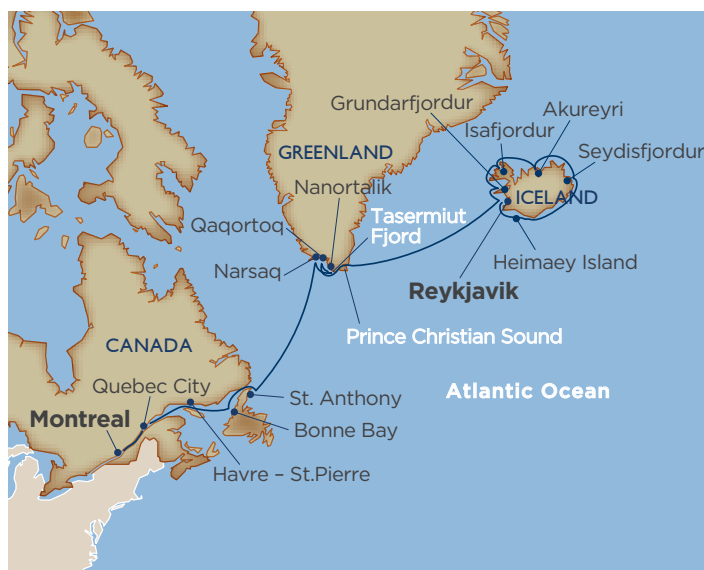 Grundarfjordur
Akureyri
Isafjordur
Seydisfjordur
GREENLAND
Nanortalik
ICELAND
Qaqortoq
Tasermiut
Fjord
Narsaq
Heimaey Island
Reykjavik
Prince Christian Sound
CANADA
Quebec City
Atlantic Ocean
St. Anthony
Montreal
Bonne Bay
Havre – St.Pierre